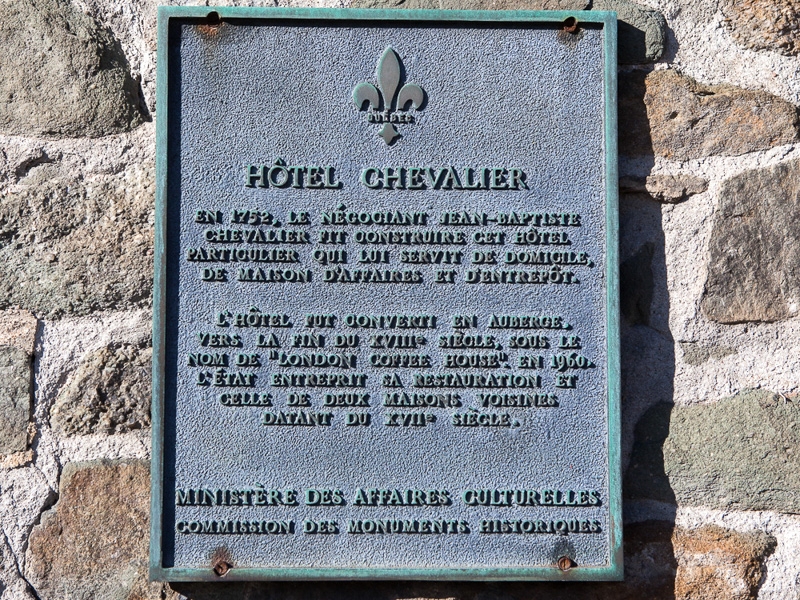 QUÉBEC
HÔTEL CHEVALIER
EN 1752, LE NÉGOCIANT JEAN-BAPTISTE
CHEVALIER FIT CONSTRUIRE CET HÔTEL
PARTICULIER QUI LUI SERVIT DE DOMICILE,
DE MAISON D'AFFAIRES ET D'ENTREPÔT.
L'HÔTEL FUT CONVERTI EN AUBERGE,
VERS LA FIN DU XVIIIe SIÈCLE, SOUS LE
NOM DE "LONDON COFFEE HOUSE". EN 1960,
L'ÉTAT ENTREPRIT SA RESTAURATION ET
CELLE DE DEUX MAISONS VOISINES
DATANT DU XVIIe SIÈCLE.
MINISTÈRE DES AFFAIRES CULTURELLES
COMMISSION DES MONUMENTS HISTORIQUES